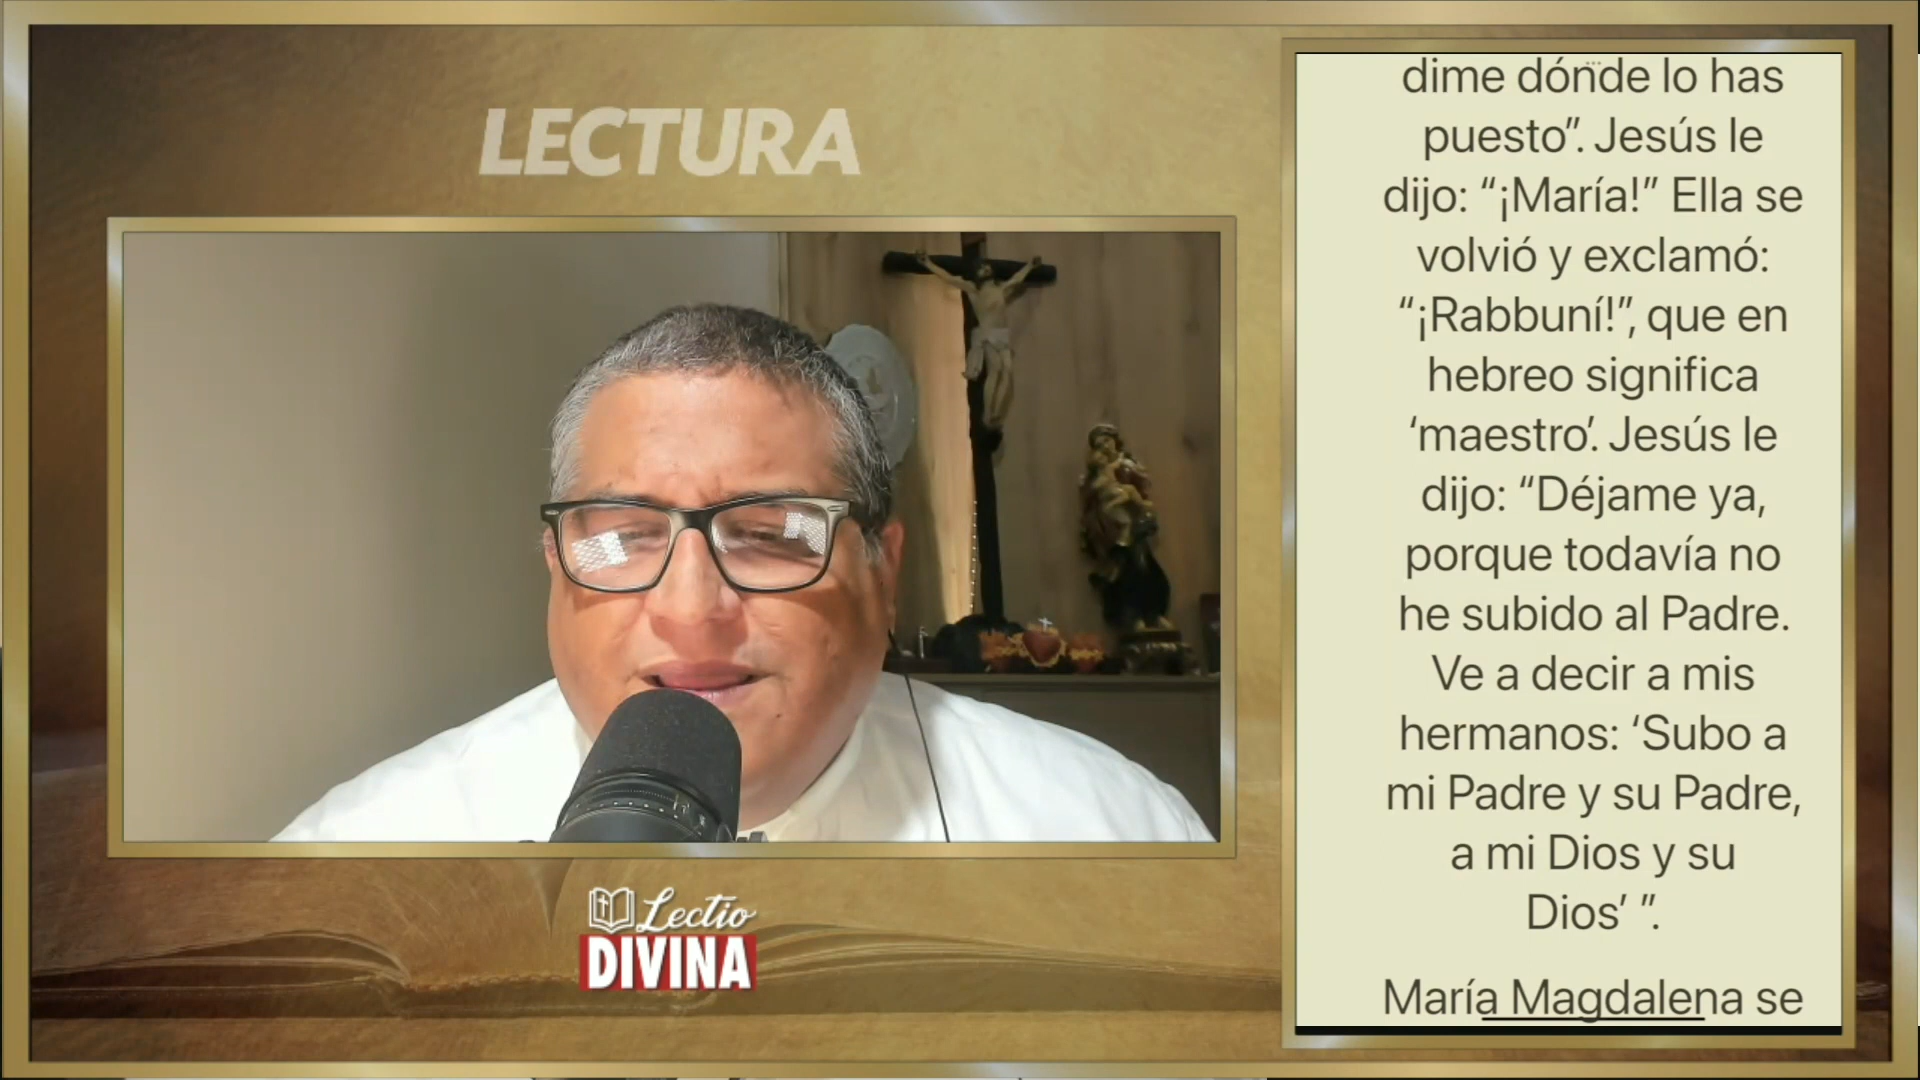 LECTURA
dime dónde lo has
puesto”. Jesús le
dijo: “¡María!” Ella se
volvió y exclamó:
“¡Rabbuní!”, que en
hebreo significa
‘maestro’. Jesús le
dijo: “Déjame ya,
porque todavía no
he subido al Padre.
Ve a decir a mis
hermanos: ‘Subo a
mi Padre y su Padre,
a mi Dios y su
Dios’ ”.
María Magdalena se
Lectio
DIVINA